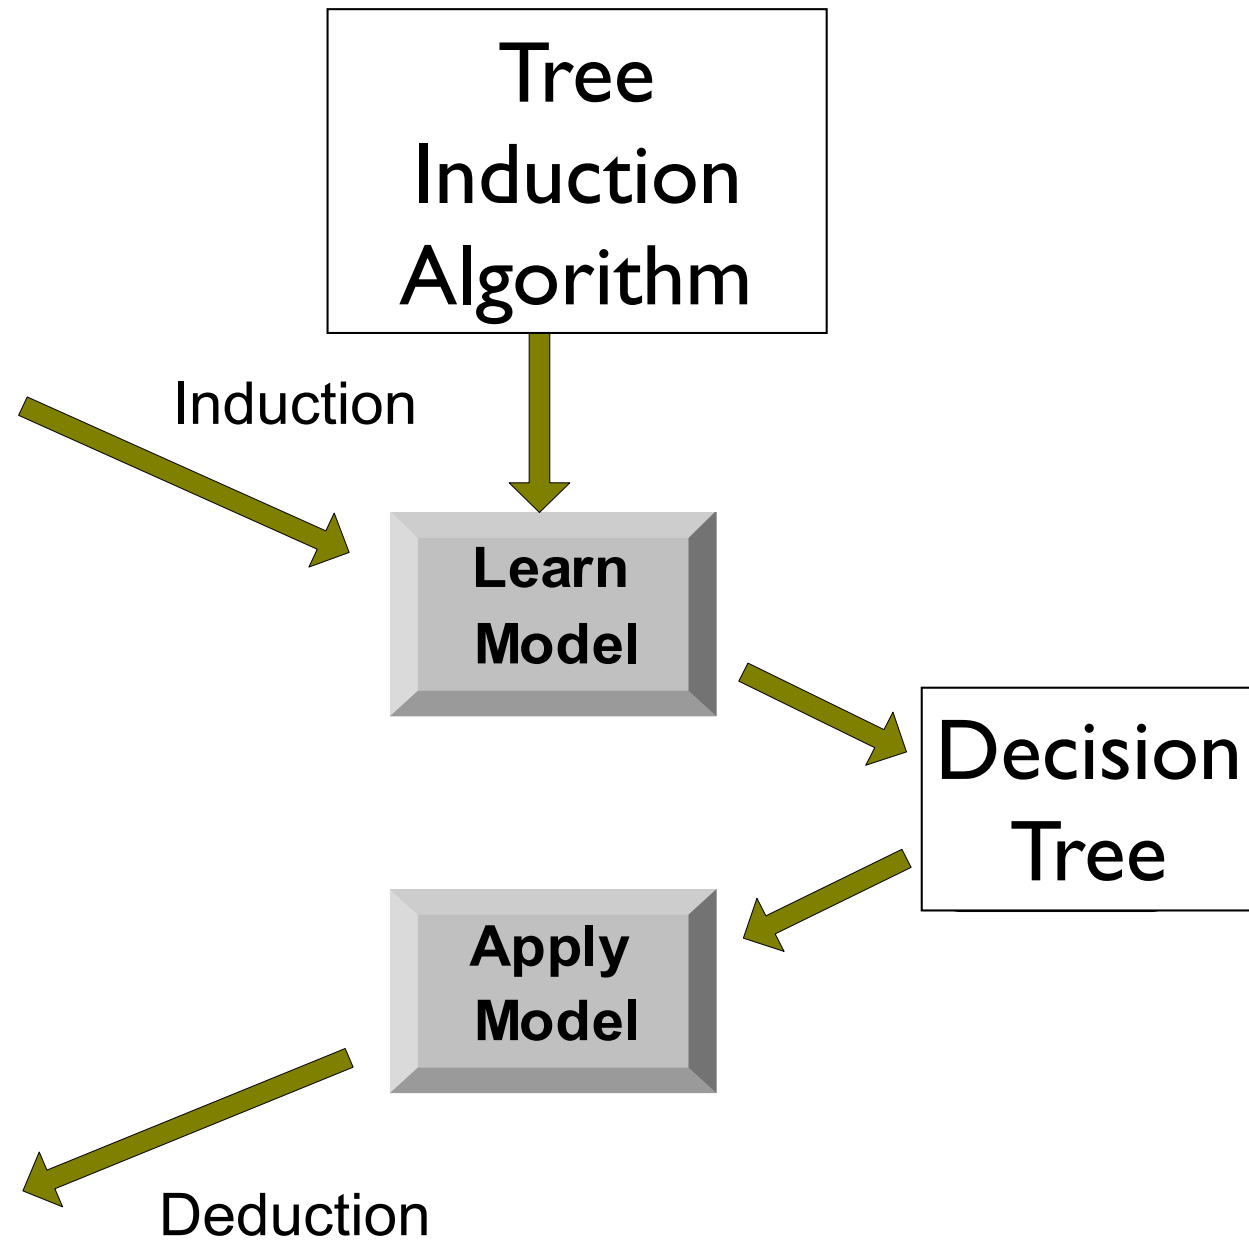 Tree
Induction
Algorithm
Induction
Learn
Model
Decision
Tree
Apply
Model
Deduction